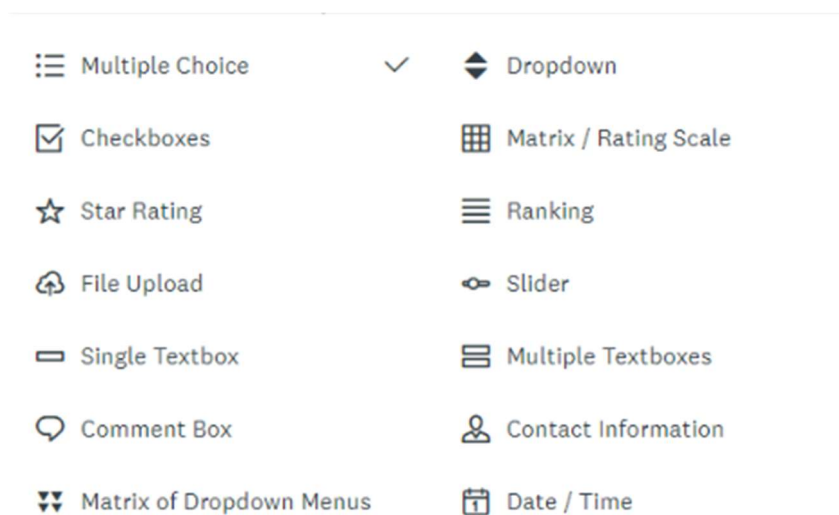 Multiple Choice
Dropdown
Checkboxes
Matrix / Rating Scale
Star Rating
Ranking
File Upload
Slider
Single Textbox
Multiple Textboxes
Comment Box
Contact Information
Matrix of Dropdown Menus
Date / Time